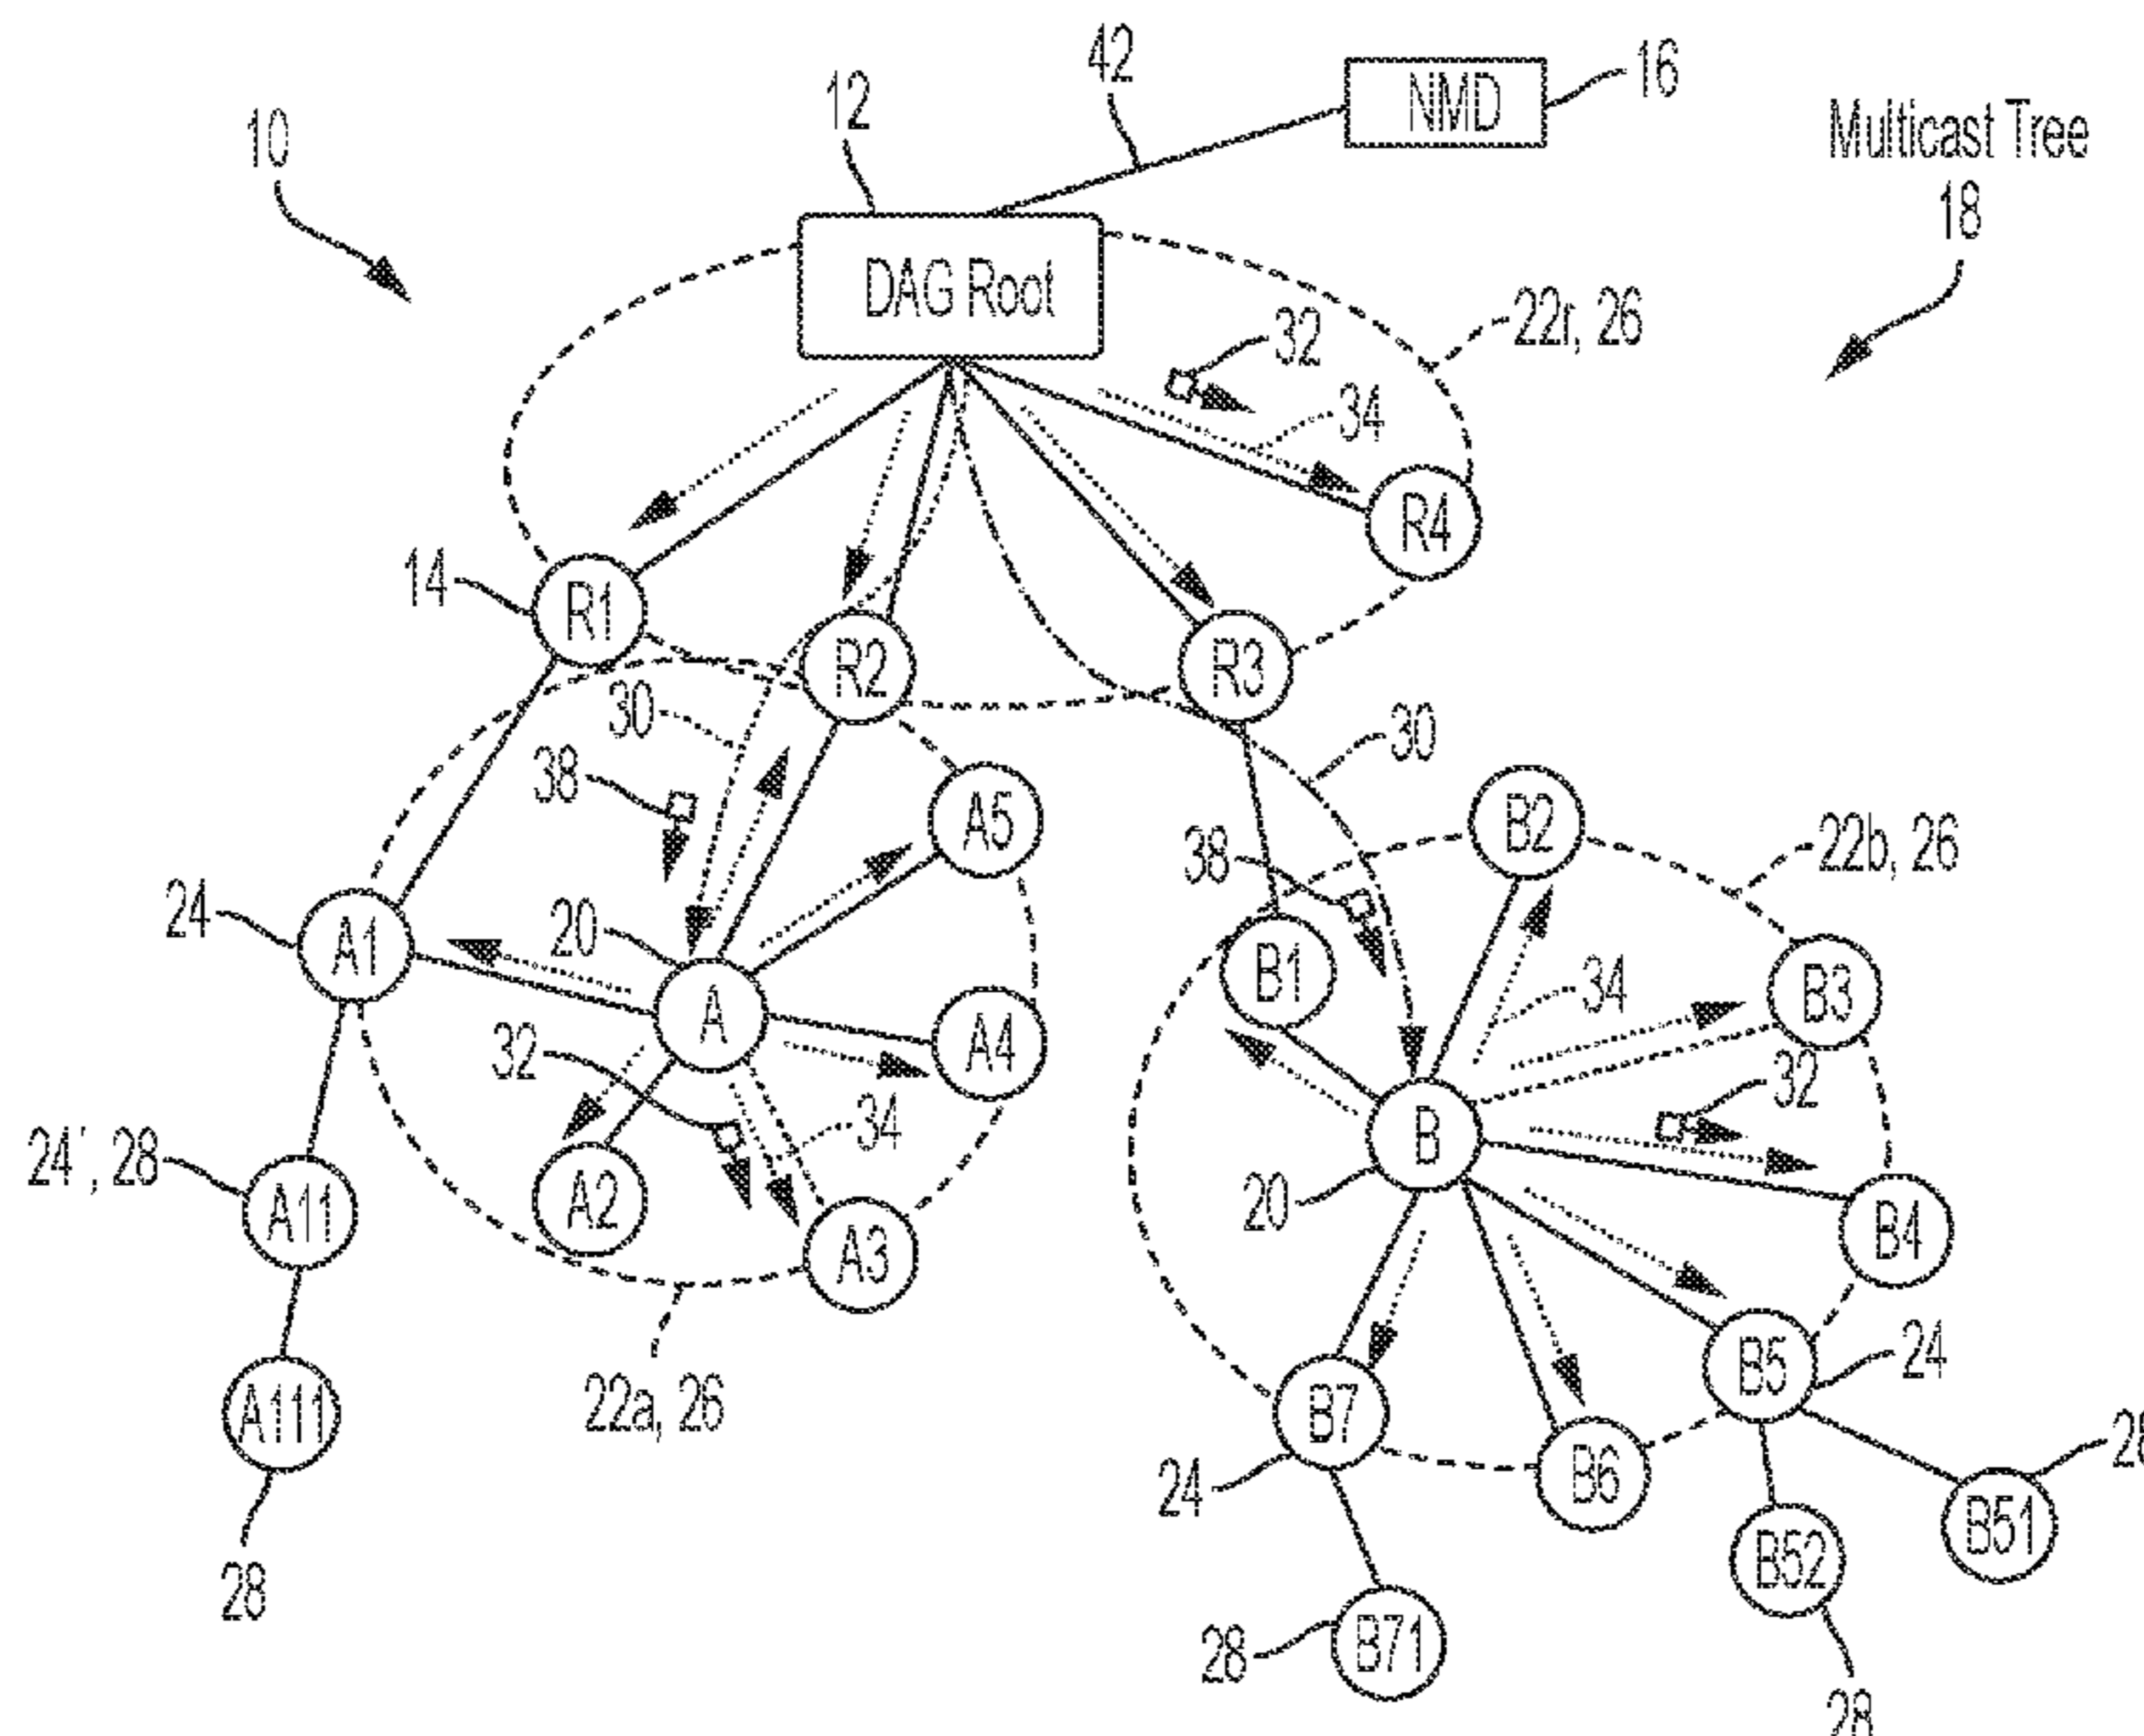 42
NMD
16
12
10
Multicast Tree
18
DAG Root
32
22r, 26
34
R4
14
R1
R2
R3
30
30
38
A5
B2
38
22b, 26
24
A1
20
A
B1
34
B3
32
A4
32
34
B
24', 28
A11
A2
A3
20
B4
A111
22a, 26
B7
B5
24
24
B6
28
B52
B51
28
B71
28